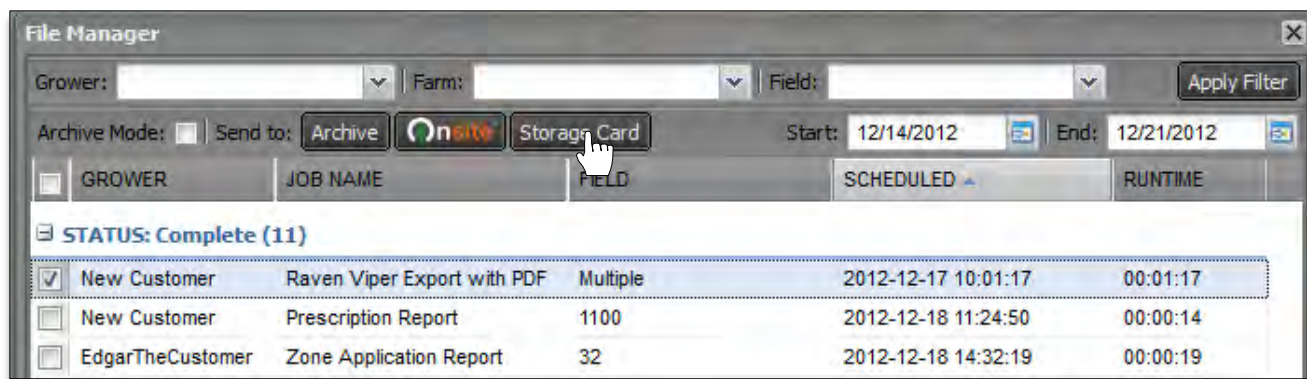 File Manager
Grower: Farm: Field: Apply Filter
Archive Mode: Send to: Archive Onsite Storage Card Start: 12/14/2012 End: 12/21/2012
GROWER JOB NAME FIELD SCHEDULED RUNTIME
STATUS: Complete (11)
New Customer Raven Viper Export with PDF Multiple 2012-12-17 10:01:17 00:01:17
New Customer Prescription Report 1100 2012-12-18 11:24:50 00:00:14
EdgarTheCustomer Zone Application Report 32 2012-12-18 14:32:19 00:00:19